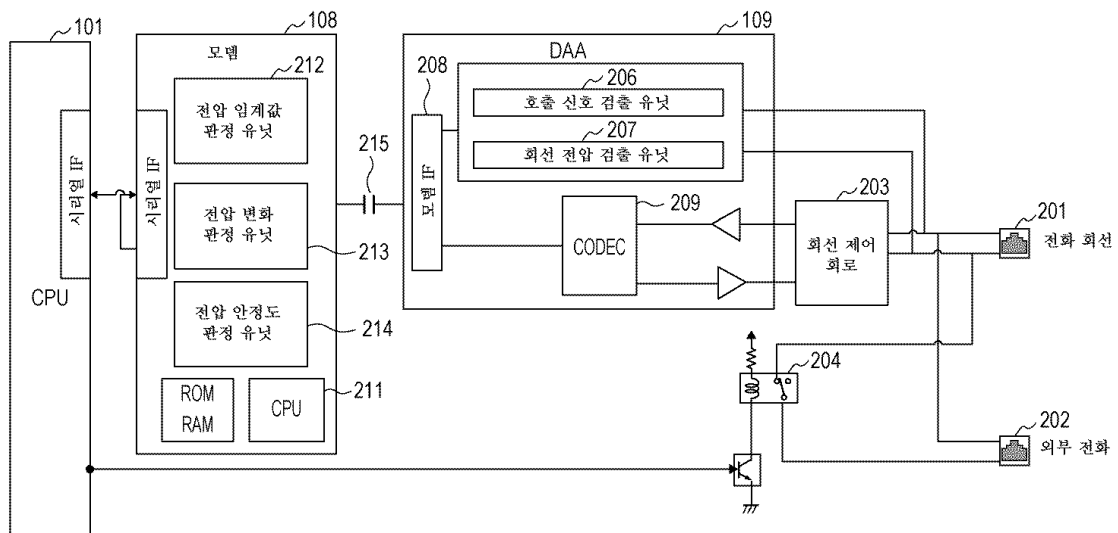 101
CPU
시리얼 IF
108
모뎀
시리얼 IF
212
전압 임계값
판정 유닛
전압 변화
판정 유닛
213
전압 안정도
판정 유닛
214
ROM
RAM
CPU
211
215
109
DAA
208
모뎀 IF
206
호출 신호 검출 유닛
207
회선 전압 검출 유닛
209
CODEC
203
회선 제어
회로
201
전화 회선
204
202
외부 전화